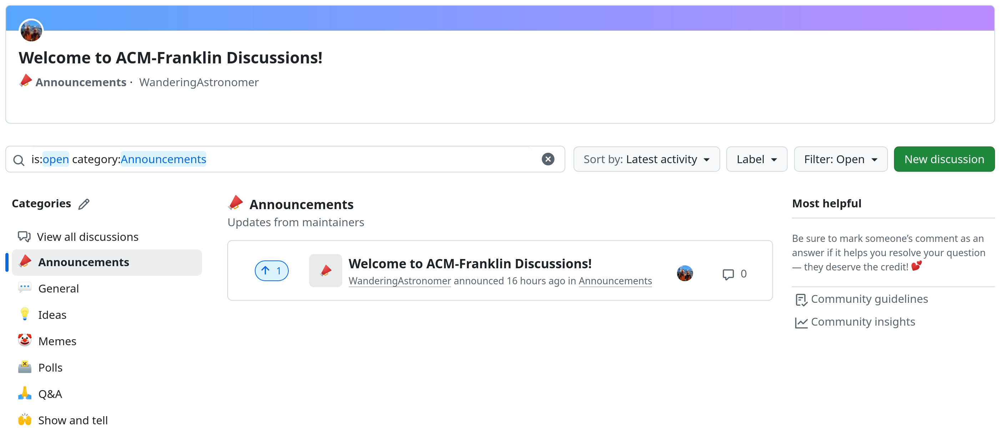 Welcome to ACM-Franklin Discussions!
Announcements · WanderingAstronomer
is:open category:Announcements
Sort by: Latest activity
Label
Filter: Open
New discussion
Categories
View all discussions
Announcements
General
Ideas
Memes
Polls
Q&A
Show and tell
Announcements
Updates from maintainers
1
Welcome to ACM-Franklin Discussions!
WanderingAstronomer announced 16 hours ago in Announcements
0
Most helpful
Be sure to mark someone’s comment as an
answer if it helps you resolve your question
— they deserve the credit! 💕
Community guidelines
Community insights